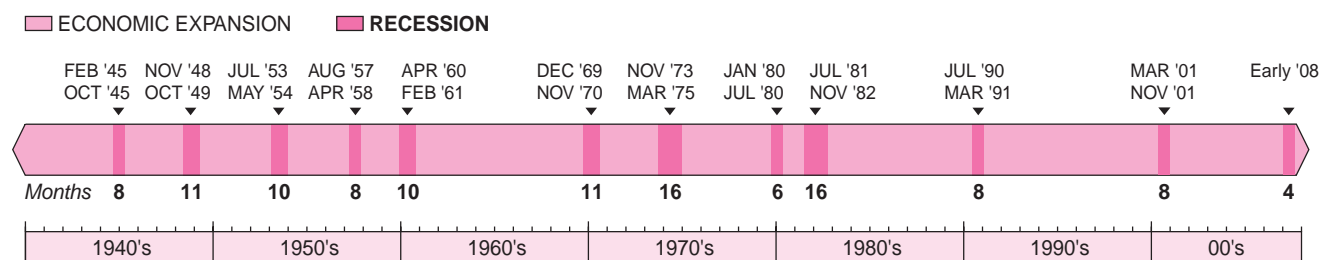 ECONOMIC EXPANSION RECESSION
FEB '45 NOV '48 JUL '53 AUG '57 APR '60 DEC '69 NOV '73 JAN '80 JUL '81 JUL '90 MAR '01 Early '08
OCT '45 OCT '49 MAY '54 APR '58 FEB '61 NOV '70 MAR '75 JUL '80 NOV '82 MAR '91 NOV '01
Months 8 11 10 8 10 11 16 6 16 8 8 4
1940's 1950's 1960's 1970's 1980's 1990's 00's